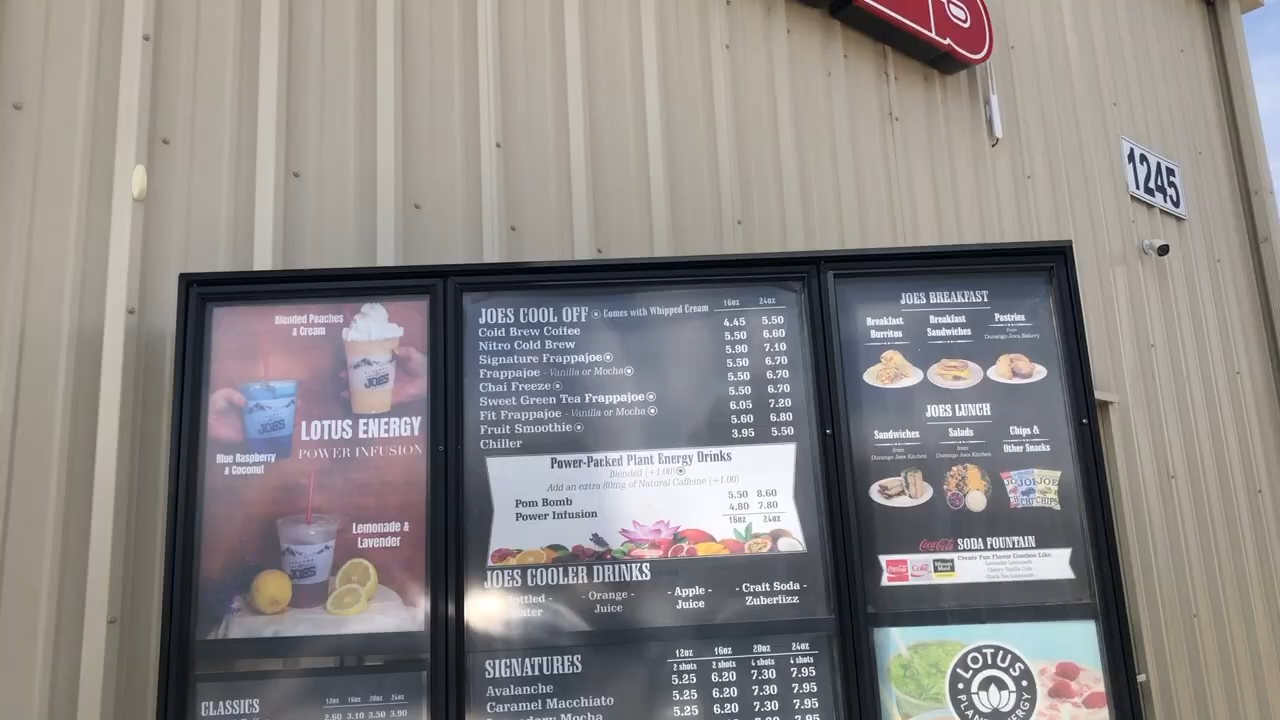 1245
Blended Peaches
& Cream
JOES
JOES
LOTUS ENERGY
POWER INFUSION
Blue Raspberry
& Coconut
Lemonade &
Lavender
JOES
CLASSICS
12oz 16oz 20oz 24oz
2.60 3.10 3.50 3.90
JOES COOL OFF Comes with Whipped Cream 16oz 24oz
Cold Brew Coffee 4.45 5.50
Nitro Cold Brew 5.50 6.60
Signature Frappajoe 5.90 7.10
Frappajoe - Vanilla or Mocha 5.50 6.70
Chai Freeze 5.50 6.70
Sweet Green Tea Frappajoe 5.50 6.70
Fit Frappajoe - Vanilla or Mocha 6.05 7.20
Fruit Smoothie 5.60 6.80
Chiller 3.95 5.50
Power-Packed Plant Energy Drinks
Blended (+1.00)
Add an extra 80mg of Natural Caffeine (+1.00)
Pom Bomb 5.50 8.60
Power Infusion 4.80 7.80
16oz 24oz
JOES COOLER DRINKS
- Orange - Juice
- Apple - Juice
- Craft Soda - Zuberfizz
SIGNATURES
12oz 16oz 20oz 24oz
2 shots 2 shots 4 shots 4 shots
Avalanche 5.25 6.20 7.30 7.95
Caramel Macchiato 5.25 6.20 7.30 7.95
Mocha 5.25 6.20 7.30 7.95
JOES BREAKFAST
Breakfast Burritos
Breakfast Sandwiches
Pastries
from
Durango Joes Bakery
JOES LUNCH
Sandwiches
from
Durango Joes Kitchen
Salads
from
Durango Joes Kitchen
Chips &
Other Snacks
Coca-Cola SODA FOUNTAIN
Create Fun Flavor Combos Like
Coca-Cola Coke Minute Maid
- Lavender Lemonade
- Cherry Vanilla Coke
LOTUS
PLANT ENERGY